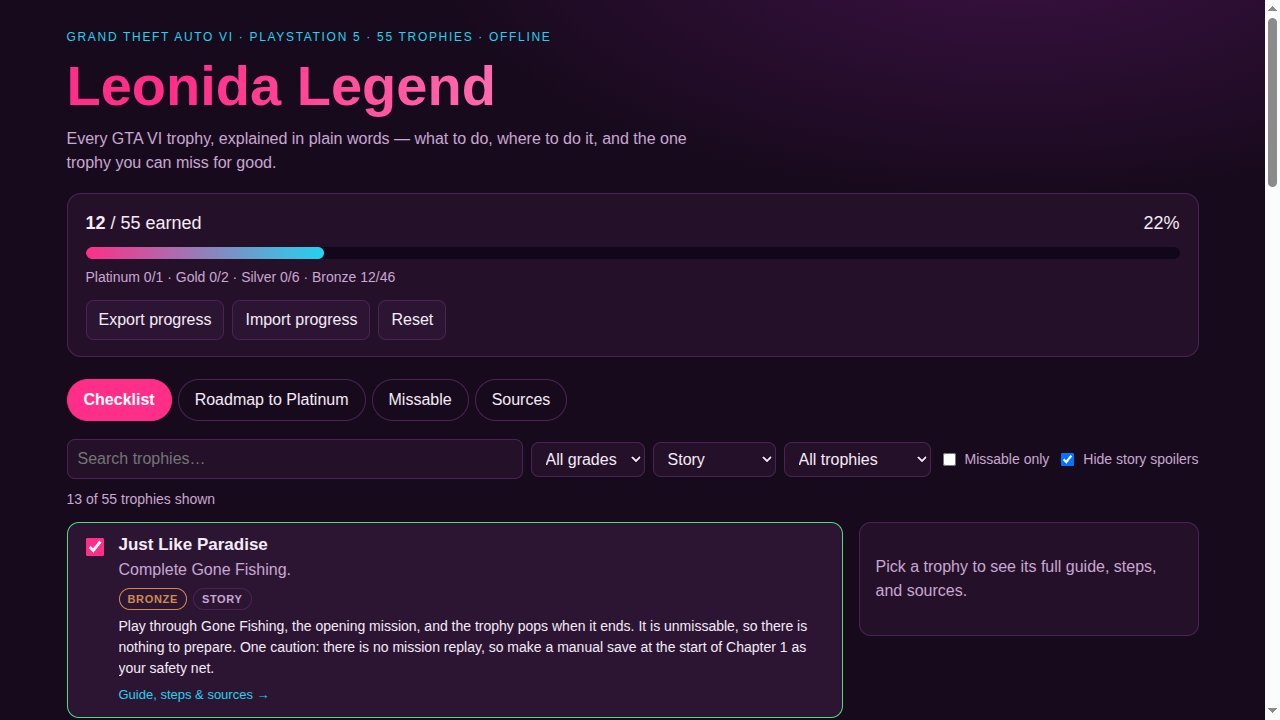 GRAND THEFT AUTO VI · PLAYSTATION 5 · 55 TROPHIES · OFFLINE
Leonida Legend
Every GTA VI trophy, explained in plain words — what to do, where to do it, and the one
trophy you can miss for good.
12 / 55 earned
22%
Platinum 0/1 · Gold 0/2 · Silver 0/6 · Bronze 12/46
Export progress
Import progress
Reset
Checklist
Roadmap to Platinum
Missable
Sources
Search trophies…
All grades
Story
All trophies
Missable only
Hide story spoilers
13 of 55 trophies shown
Just Like Paradise
Complete Gone Fishing.
BRONZE
STORY
Play through Gone Fishing, the opening mission, and the trophy pops when it ends. It is unmissable, so there is
nothing to prepare. One caution: there is no mission replay, so make a manual save at the start of Chapter 1 as
your safety net.
Guide, steps & sources →
Pick a trophy to see its full guide, steps,
and sources.